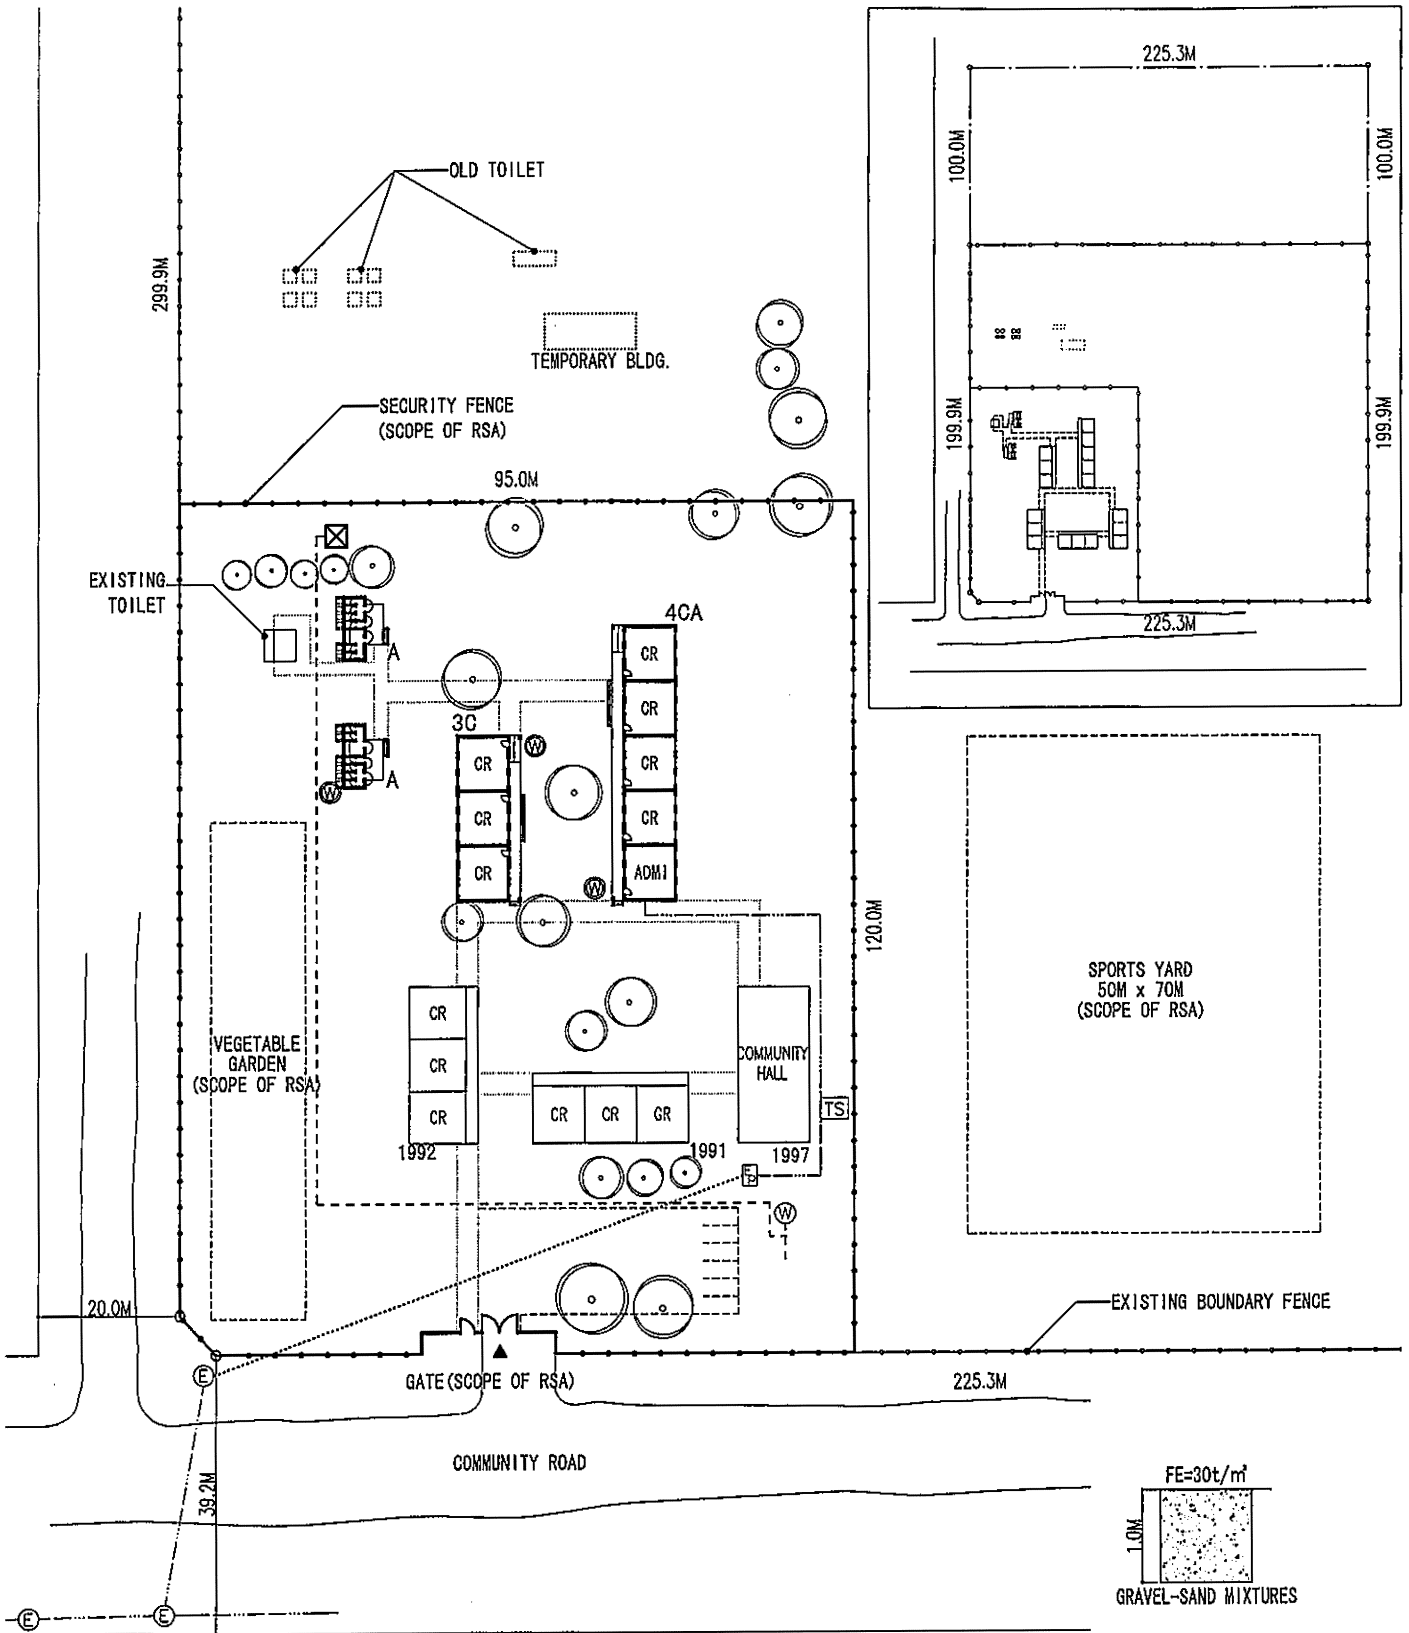 225.3M
100.0M
100.0M
OLD TOILET
299.9M
TEMPORARY BLDG.
SECURITY FENCE
(SCOPE OF RSA)
199.9M
199.9M
95.0M
EXISTING
TOILET
225.3M
4CA
A
CR
CR
3C
W
CR
CR
A
W
CR
CR
CR
W
ADMI
120.0M
SPORTS YARD
50M x 70M
(SCOPE OF RSA)
CR
VEGETABLE
GARDEN
(SCOPE OF RSA)
CR
COMMUNITY
HALL
CR
CR
CR
GR
TS
1992
1991
1997
EP
W
20.0M
EXISTING BOUNDARY FENCE
E
GATE(SCOPE OF RSA)
225.3M
COMMUNITY ROAD
39.2M
FE=30t/㎡
1.0M
GRAVEL-SAND MIXTURES
E
E